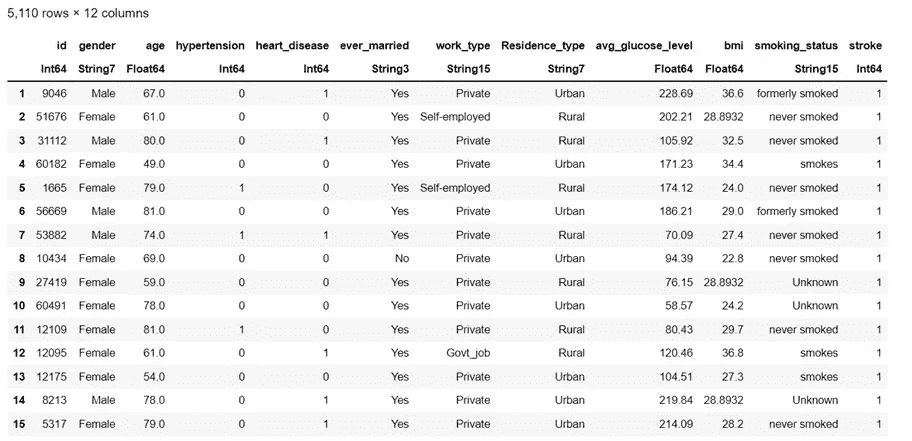 5,110 rows × 12 columns
id gender age hypertension heart_disease ever_married work_type Residence_type avg_glucose_level bmi smoking_status stroke
Int64 String7 Float64 Int64 Int64 String3 String15 String7 Float64 Float64 String15 Int64
1 9046 Male 67.0 0 1 Yes Private Urban 228.69 36.6 formerly smoked 1
2 51676 Female 61.0 0 0 Yes Self-employed Rural 202.21 28.8932 never smoked 1
3 31112 Male 80.0 0 1 Yes Private Rural 105.92 32.5 never smoked 1
4 60182 Female 49.0 0 0 Yes Private Urban 171.23 34.4 smokes 1
5 1665 Female 79.0 1 0 Yes Self-employed Rural 174.12 24.0 never smoked 1
6 56669 Male 81.0 0 0 Yes Private Urban 186.21 29.0 formerly smoked 1
7 53882 Male 74.0 1 1 Yes Private Rural 70.09 27.4 never smoked 1
8 10434 Female 69.0 0 0 No Private Urban 94.39 22.8 never smoked 1
9 27419 Female 59.0 0 0 Yes Private Rural 76.15 28.8932 Unknown 1
10 60491 Female 78.0 0 0 Yes Private Urban 58.57 24.2 Unknown 1
11 12109 Female 81.0 1 0 Yes Private Rural 80.43 29.7 never smoked 1
12 12095 Female 61.0 0 1 Yes Govt_job Rural 120.46 36.8 smokes 1
13 12175 Female 54.0 0 0 Yes Private Urban 104.51 27.3 smokes 1
14 8213 Male 78.0 0 1 Yes Private Urban 219.84 28.8932 Unknown 1
15 5317 Female 79.0 0 1 Yes Private Urban 214.09 28.2 never smoked 1